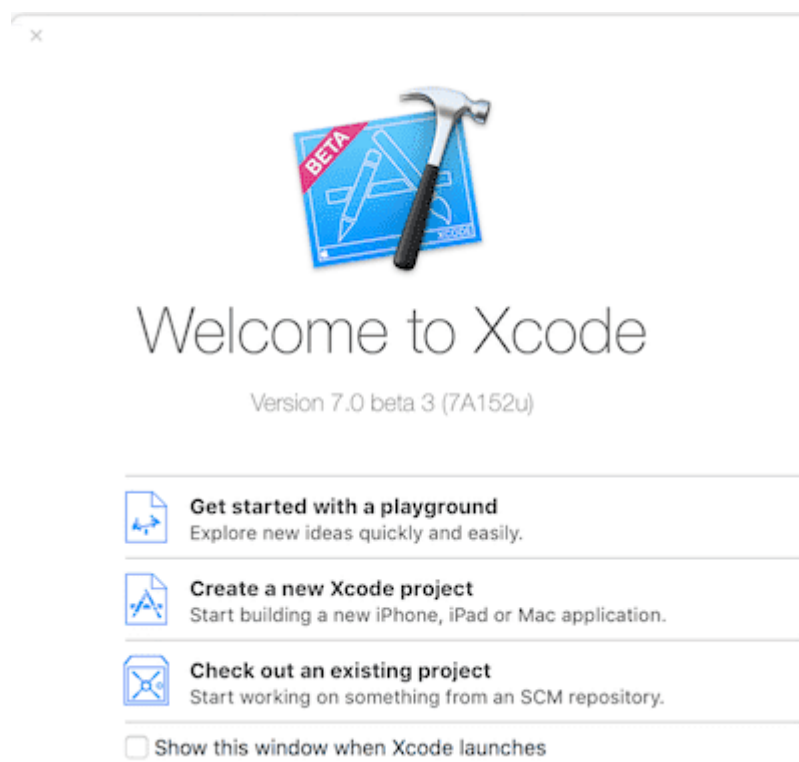 BETA
XCODE
Welcome to Xcode
Version 7.0 beta 3 (7A152u)
Get started with a playground
Explore new ideas quickly and easily.
Create a new Xcode project
Start building a new iPhone, iPad or Mac application.
Check out an existing project
Start working on something from an SCM repository.
Show this window when Xcode launches